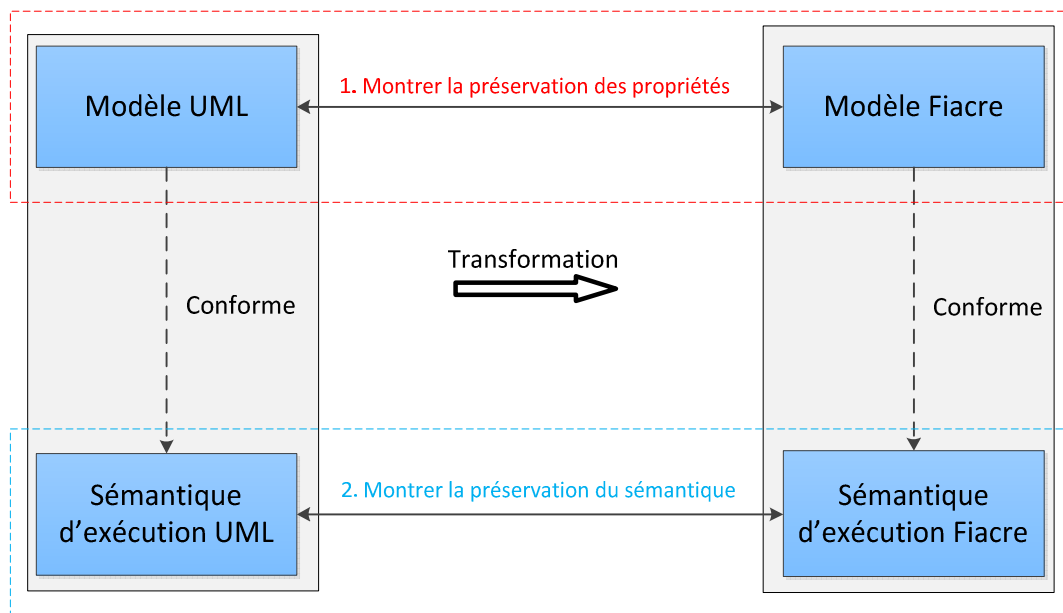 1. Montrer la préservation des propriétés
Modèle UML
Modèle Fiacre
Transformation
Conforme
Conforme
2. Montrer la préservation du sémantique
Sémantique
d’exécution UML
Sémantique
d’exécution Fiacre